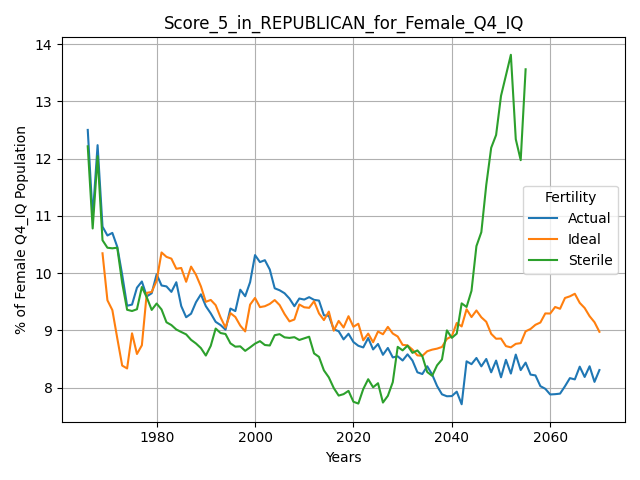 Score_5_in_REPUBLICAN_for_Female_Q4_IQ
% of Female Q4_IQ Population
14
13
12
11
10
9
8
Fertility
Actual
Ideal
Sterile
1980
2000
2020
2040
2060
Years